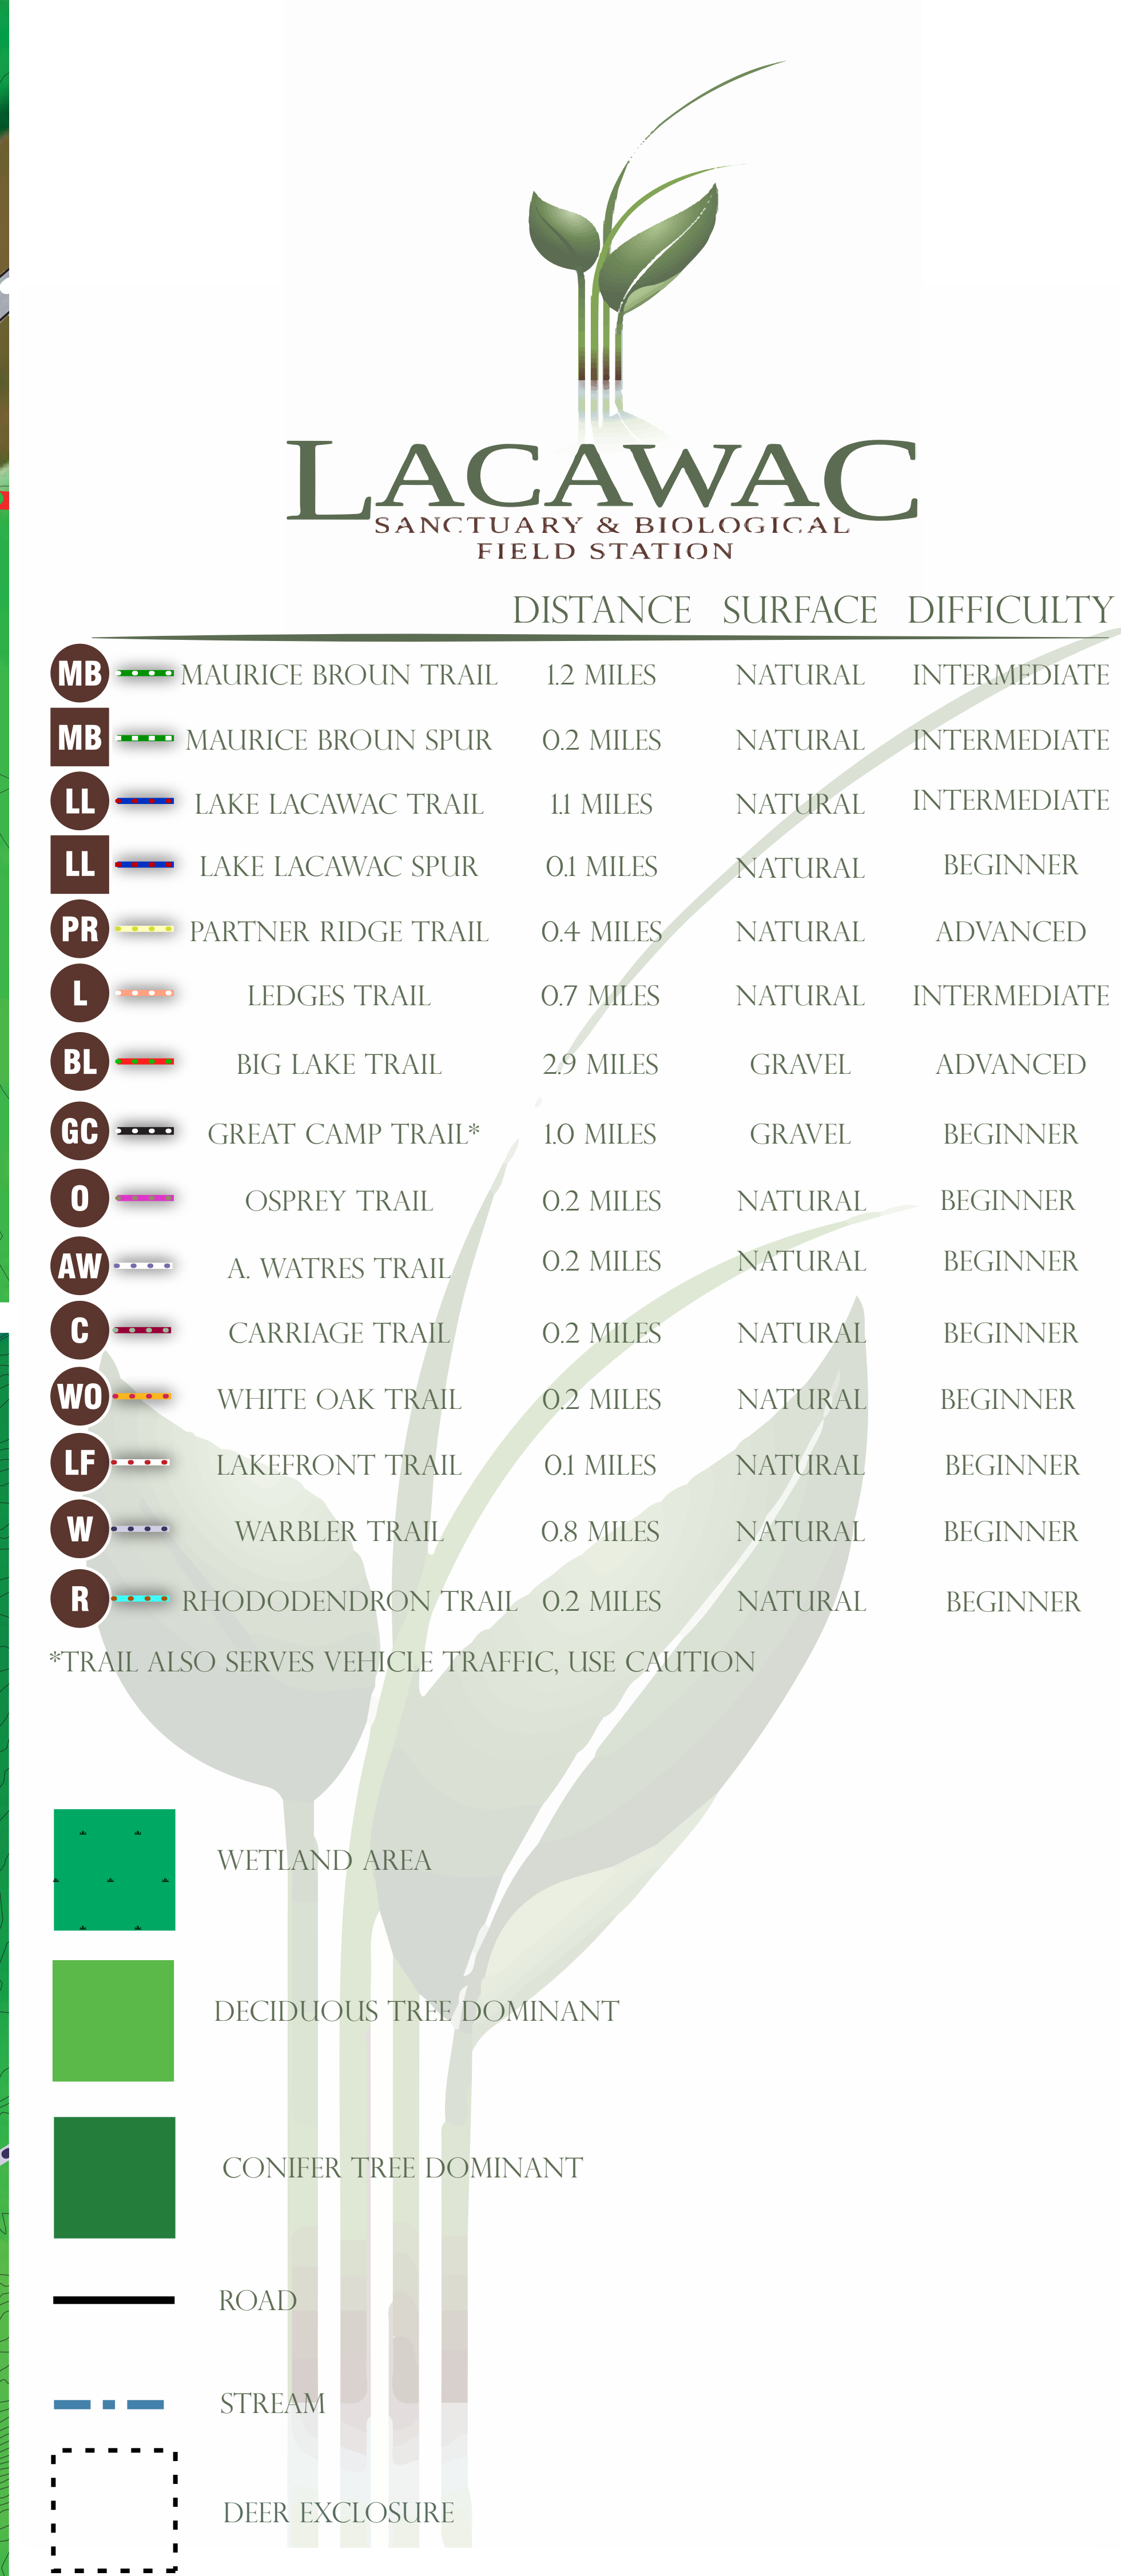 LACAWAC
SANCTUARY & BIOLOGICAL
FIELD STATION
DISTANCE SURFACE DIFFICULTY
MB MAURICE BROUN TRAIL 1.2 MILES NATURAL INTERMEDIATE
MB MAURICE BROUN SPUR 0.2 MILES NATURAL INTERMEDIATE
LL LAKE LACAWAC TRAIL 1.1 MILES NATURAL INTERMEDIATE
LL LAKE LACAWAC SPUR 0.1 MILES NATURAL BEGINNER
PR PARTNER RIDGE TRAIL 0.4 MILES NATURAL ADVANCED
L LEDGES TRAIL 0.7 MILES NATURAL INTERMEDIATE
BL BIG LAKE TRAIL 2.9 MILES GRAVEL ADVANCED
GC GREAT CAMP TRAIL* 1.0 MILES GRAVEL BEGINNER
O OSPREY TRAIL 0.2 MILES NATURAL BEGINNER
AW A. WATRES TRAIL 0.2 MILES NATURAL BEGINNER
C CARRIAGE TRAIL 0.2 MILES NATURAL BEGINNER
WO WHITE OAK TRAIL 0.2 MILES NATURAL BEGINNER
LF LAKEFRONT TRAIL 0.1 MILES NATURAL BEGINNER
W WARBLER TRAIL 0.8 MILES NATURAL BEGINNER
R RHODODENDRON TRAIL 0.2 MILES NATURAL BEGINNER
*TRAIL ALSO SERVES VEHICLE TRAFFIC, USE CAUTION
WETLAND AREA
DECIDUOUS TREE DOMINANT
CONIFER TREE DOMINANT
ROAD
STREAM
DEER EXCLOSURE